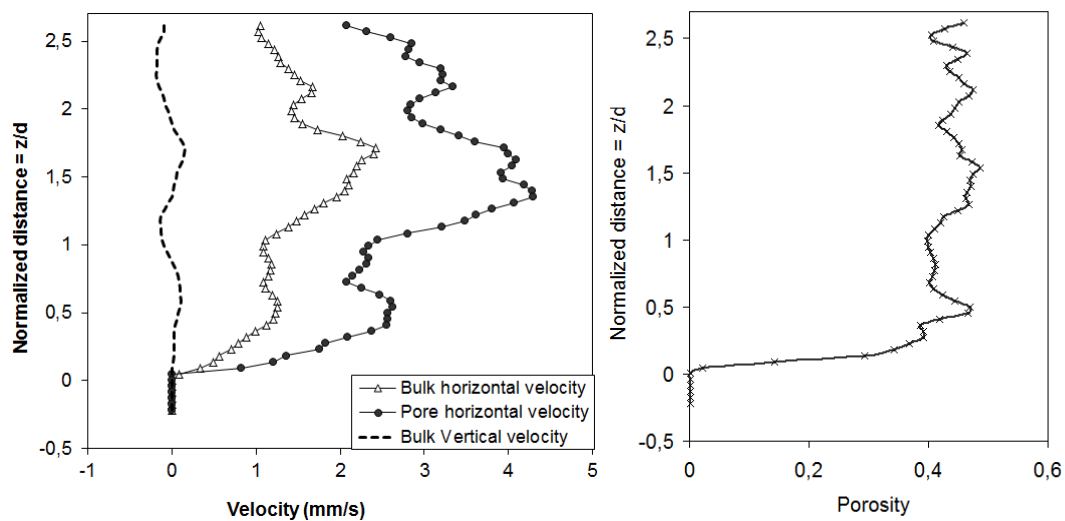 Normalized distance = z/d
2,5
2
1,5
1
0,5
0
-0,5
-1 0 1 2 3 4 5
Velocity (mm/s)
Bulk horizontal velocity
Pore horizontal velocity
Bulk Vertical velocity
Normalized distance = z/d
2,5
2
1,5
1
0,5
0
-0,5
0 0,2 0,4 0,6
Porosity